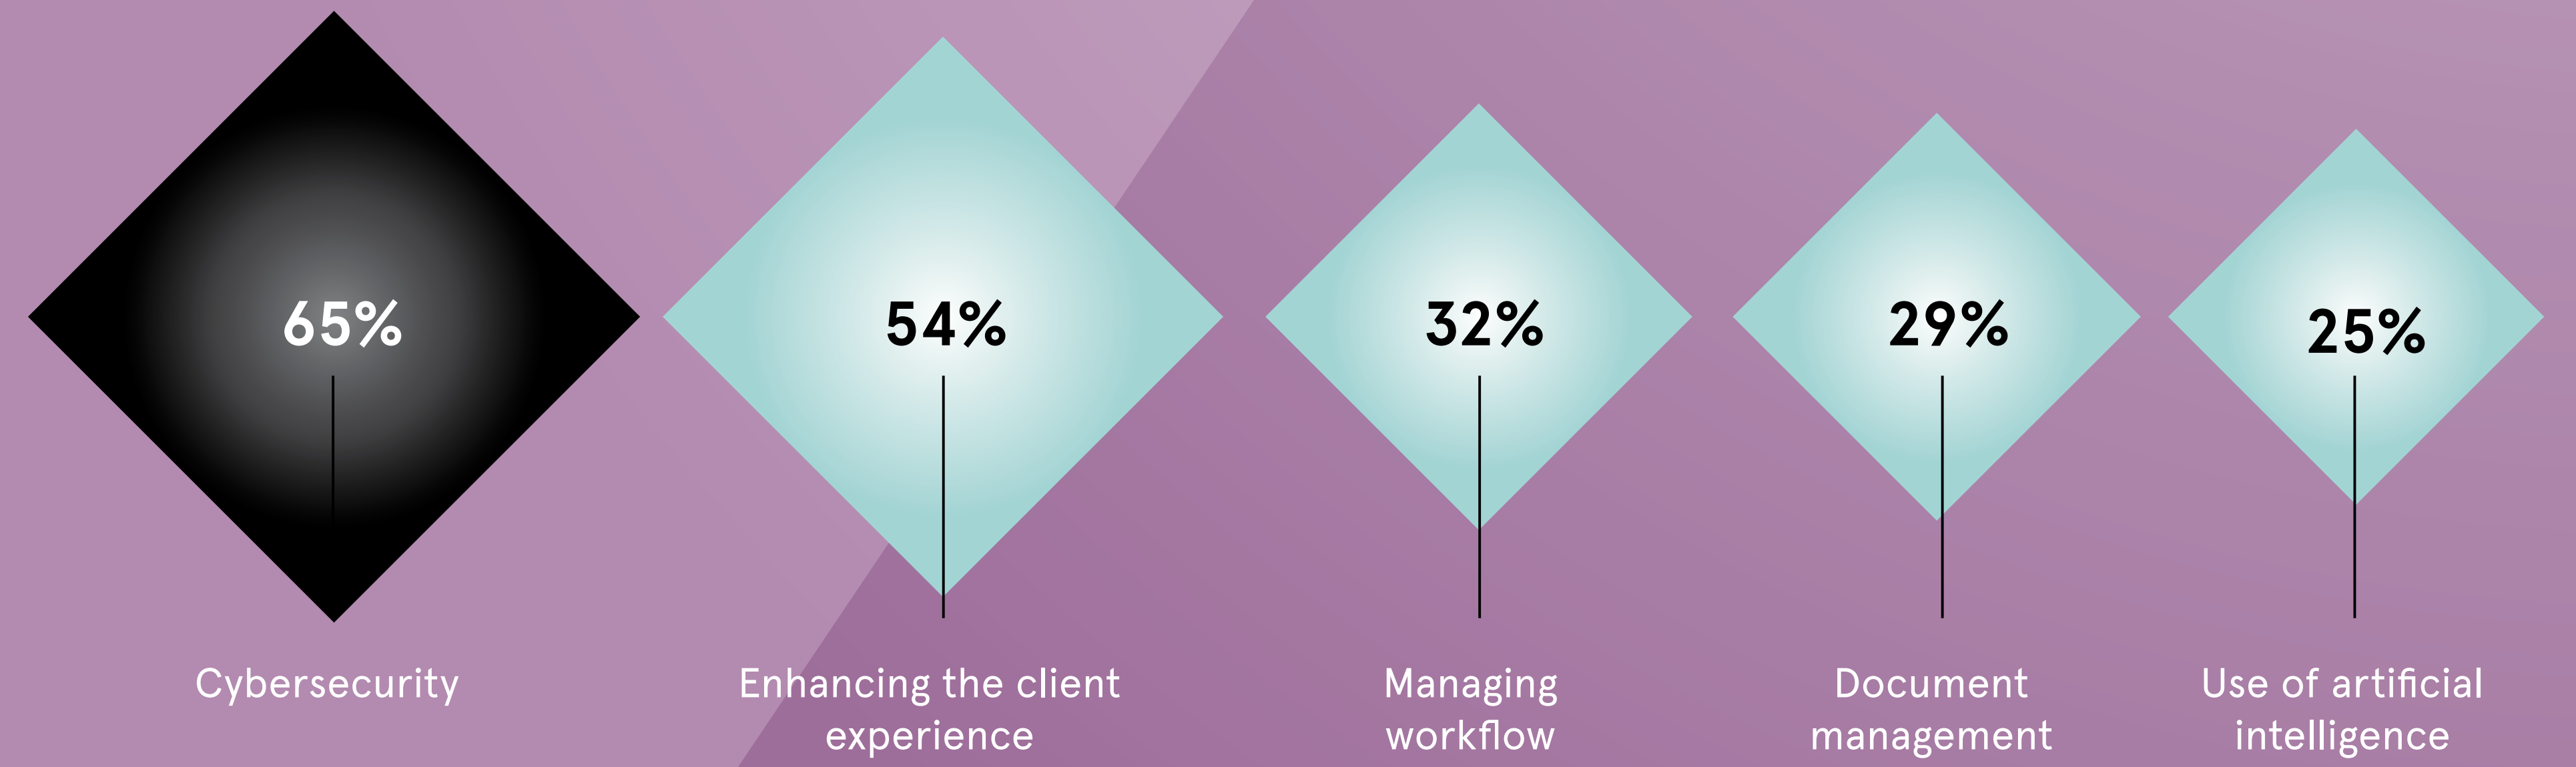 65%
54%
32%
29%
25%
Cybersecurity
Enhancing the client
experience
Managing
workflow
Document
management
Use of artificial
intelligence